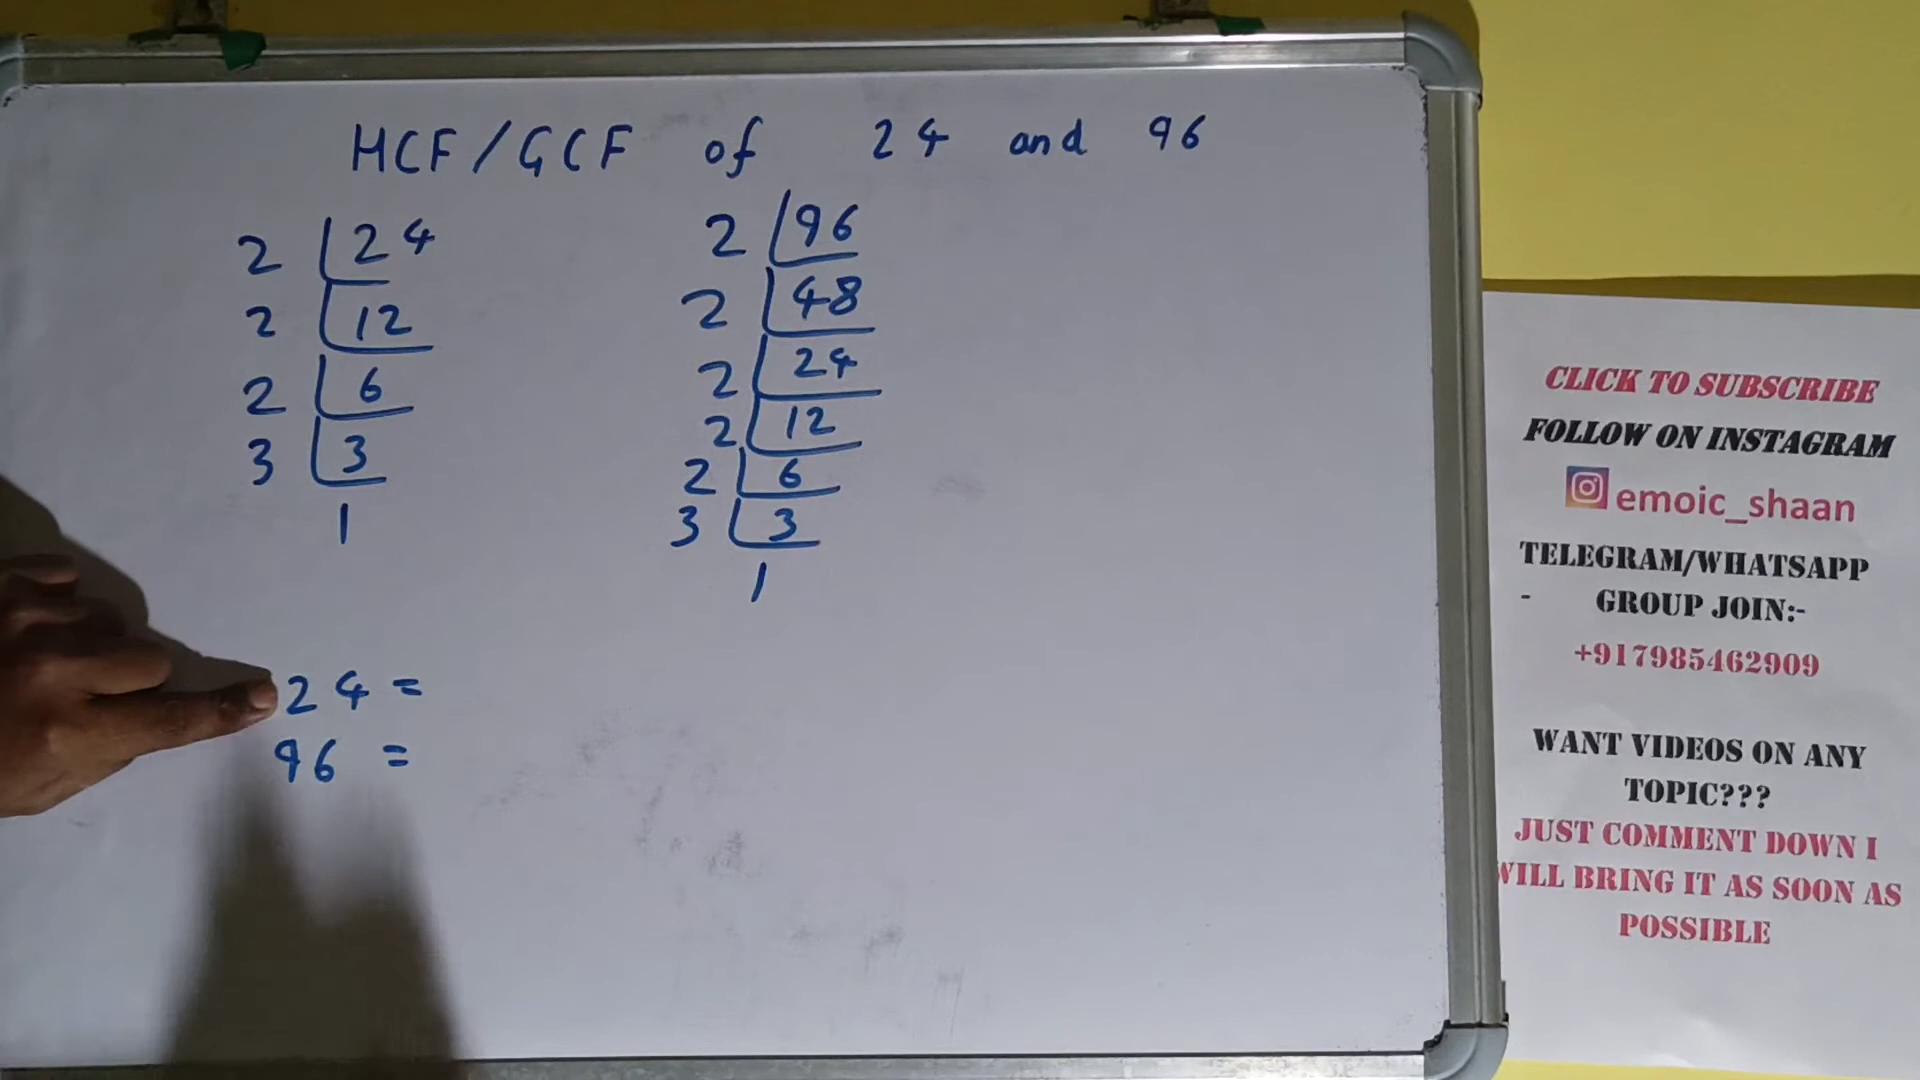 HCF/GCF of 24 and 96
2 24
2 12
2 6
3 3
1
2 96
2 48
2 24
2 12
2 6
3 3
1
24 =
96 =
CLICK TO SUBSCRIBE
FOLLOW ON INSTAGRAM
emoic_shaan
TELEGRAM/WHATSAPP
- GROUP JOIN:-
+917985462909
WANT VIDEOS ON ANY
TOPIC???
JUST COMMENT DOWN I
WILL BRING IT AS SOON AS
POSSIBLE